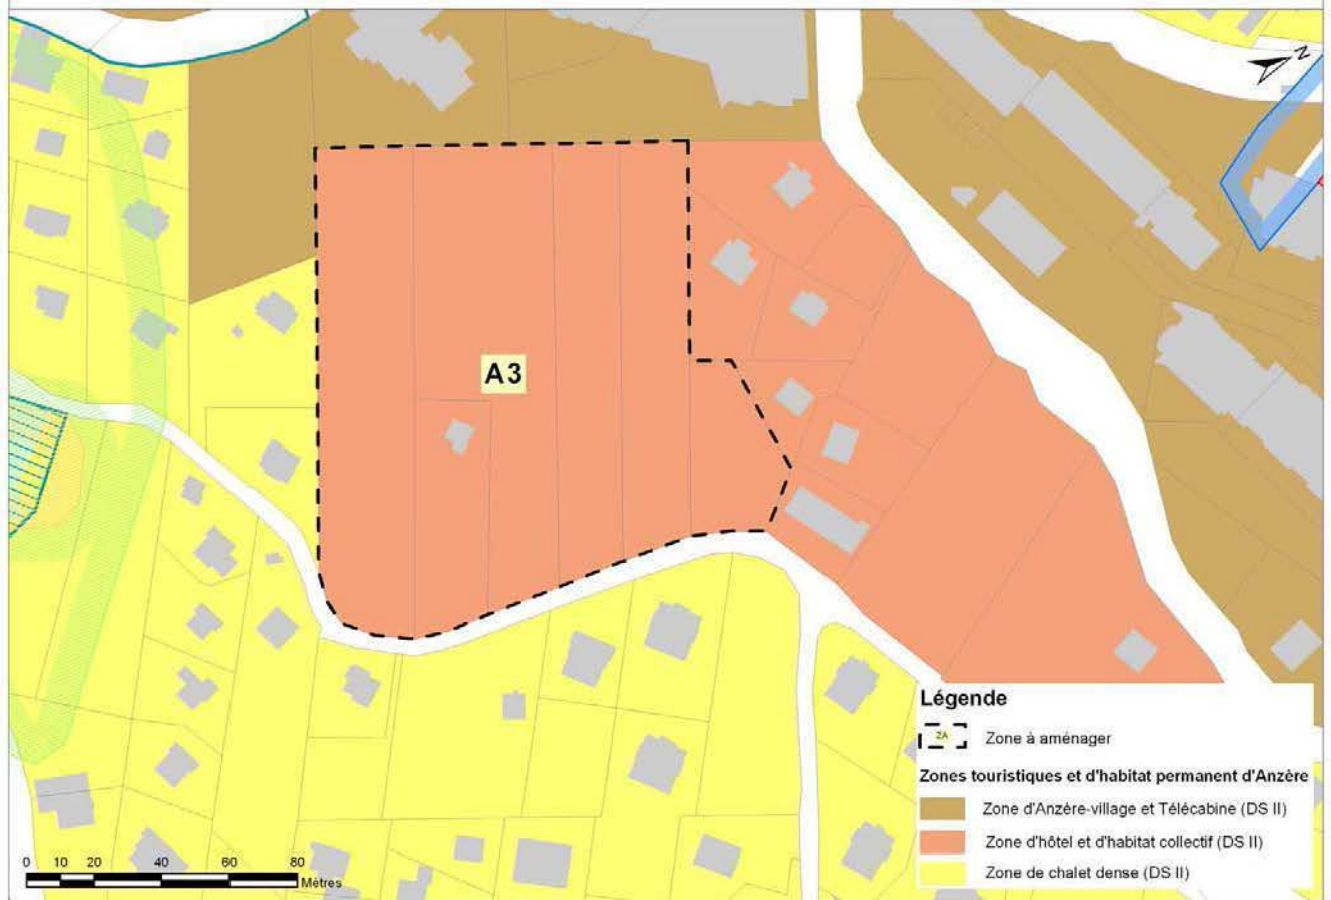 N
A3
Légende
ZA
Zone à aménager
Zones touristiques et d'habitat permanent d'Anzère
Zone d'Anzère-village et Télécabine (DS II)
Zone d'hôtel et d'habitat collectif (DS II)
Zone de chalet dense (DS II)
0 10 20 40 60 80
Mètres